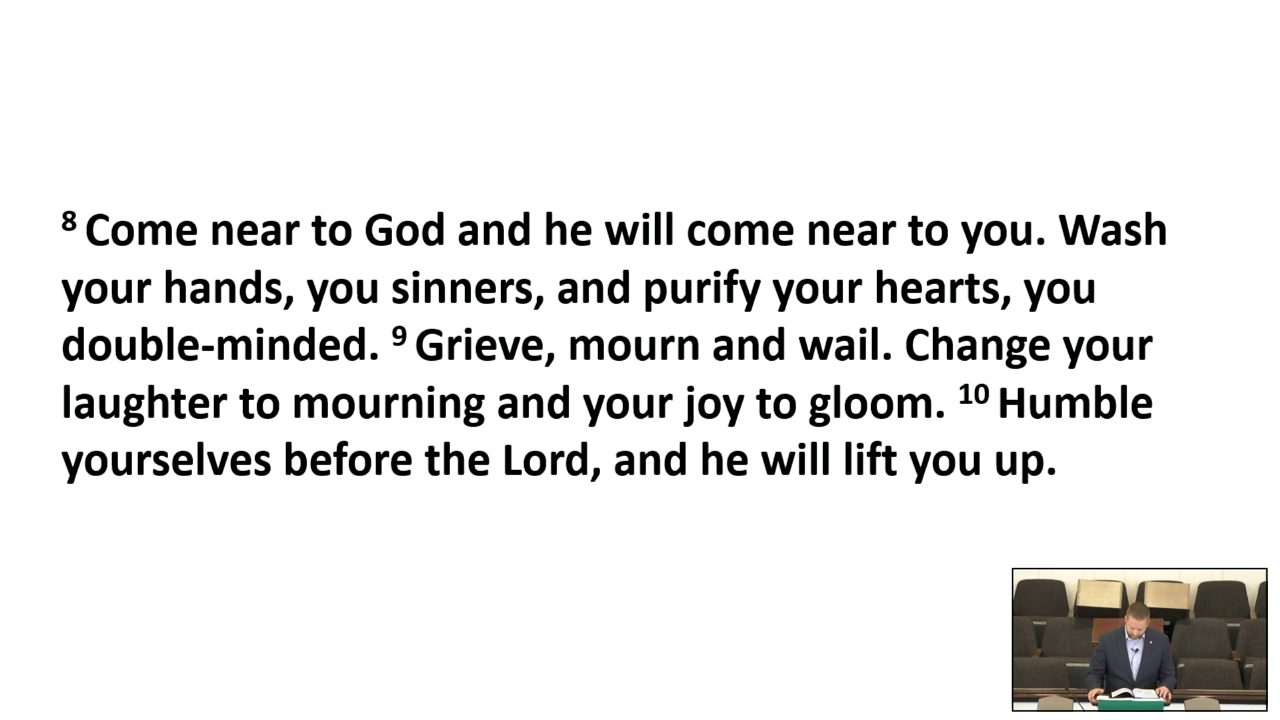 8 Come near to God and he will come near to you. Wash
your hands, you sinners, and purify your hearts, you
double-minded. 9 Grieve, mourn and wail. Change your
laughter to mourning and your joy to gloom. 10 Humble
yourselves before the Lord, and he will lift you up.